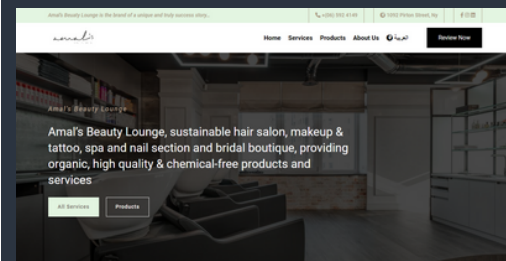 Amal's Beauty Lounge is the brand of a unique and truly success story..
amal's
Home Services Products About Us العربية Review Now
Amal's Beauty Lounge
Amal's Beauty Lounge, sustainable hair salon, makeup &
tattoo, spa and nail section and bridal boutique, providing
organic, high quality & chemical-free products and
services
All Services Products